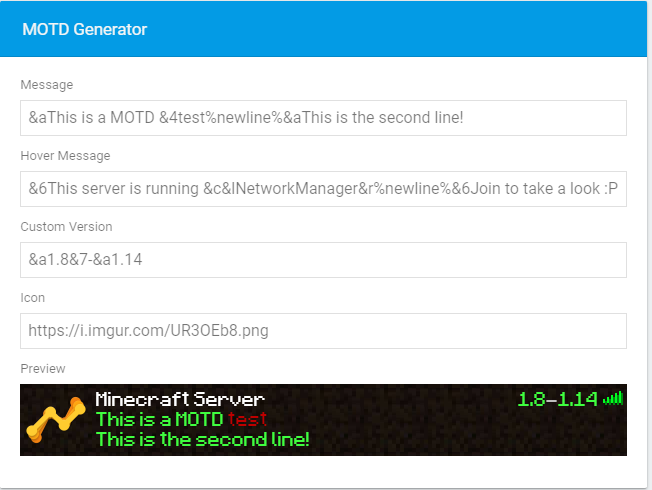 MOTD Generator
Message
&aThis is a MOTD &4test%newline%&aThis is the second line!
Hover Message
&6This server is running &c&lNetworkManager&r%newline%&6Join to take a look :P
Custom Version
&a1.8&7-&a1.14
Icon
https://i.imgur.com/UR3OEb8.png
Preview
Minecraft Server 1.8-1.14
This is a MOTD test
This is the second line!